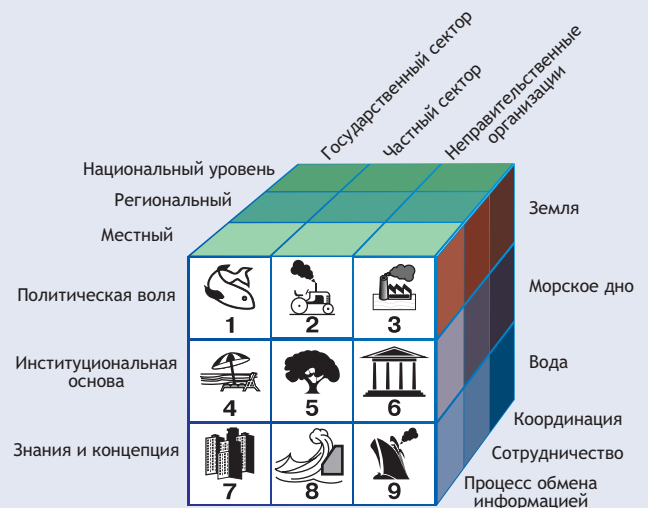 Государственный сектор
Частный сектор
Неправительственные
организации
Национальный уровень
Региональный
Местный
Земля
Морское дно
Вода
Политическая воля
Институциональная
основа
Знания и концепция
1
2
3
4
5
6
7
8
9
Координация
Сотрудничество
Процесс обмена
информацией